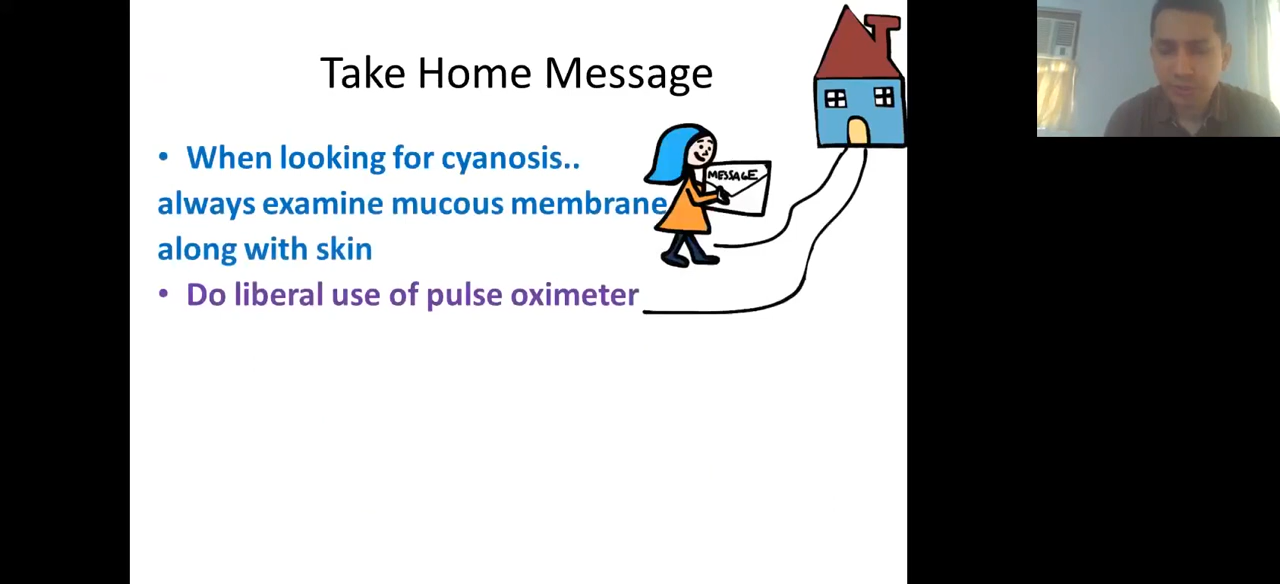 Take Home Message
• When looking for cyanosis..
always examine mucous membrane
along with skin
• Do liberal use of pulse oximeter
MESSAGE